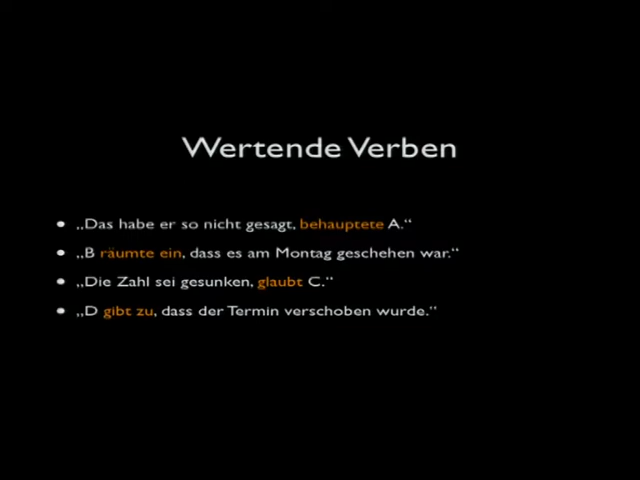 Wertende Verben
• „Das habe er so nicht gesagt, behauptete A.“
• „B räumte ein, dass es am Montag geschehen war.“
• „Die Zahl sei gesunken, glaubt C.“
• „D gibt zu, dass der Termin verschoben wurde.“